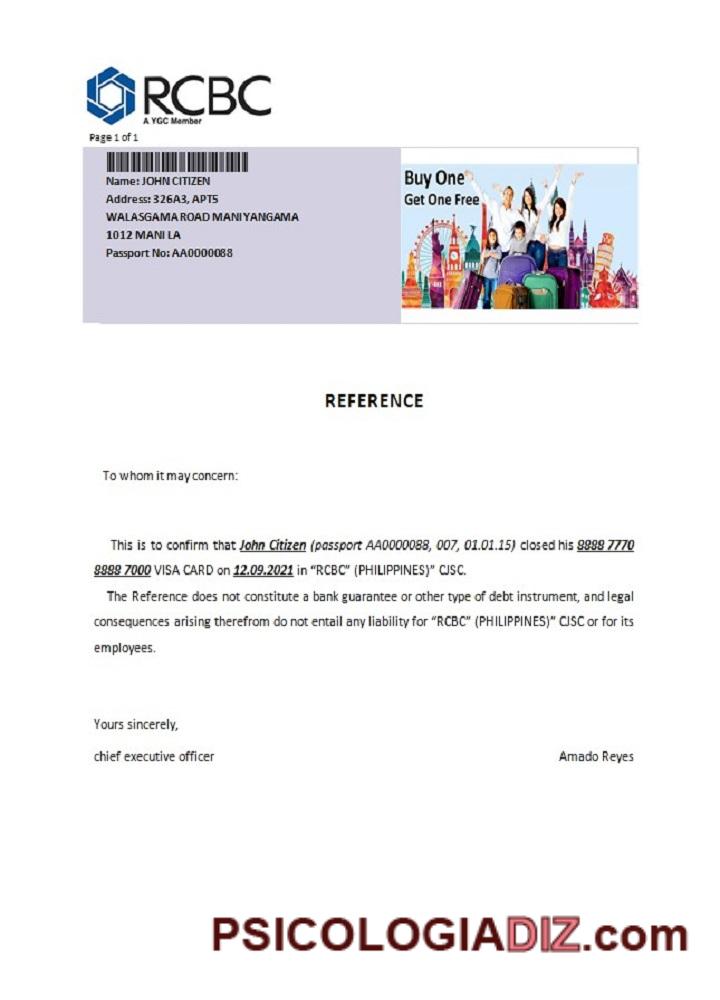 RCBC
A YGC Member
Page 1 of 1
Name: JOHN CITIZEN
Address: 326A3, APT5
WALASGAMA ROAD MANIYANGAMA
1012 MANILA
Passport No: AA0000088
Buy One
Get One Free
REFERENCE
To whom it may concern:
This is to confirm that John Citizen (passport AA0000088, 007, 01.01.15) closed his 8888 7770
8888 7000 VISA CARD on 12.09.2021 in “RCBC” (PHILIPPINES)” CJSC.
The Reference does not constitute a bank guarantee or other type of debt instrument, and legal
consequences arising therefrom do not entail any liability for “RCBC” (PHILIPPINES)” CJSC or for its
employees.
Yours sincerely,
chief executive officer Amado Reyes
PSICOLOGIADIZ.com